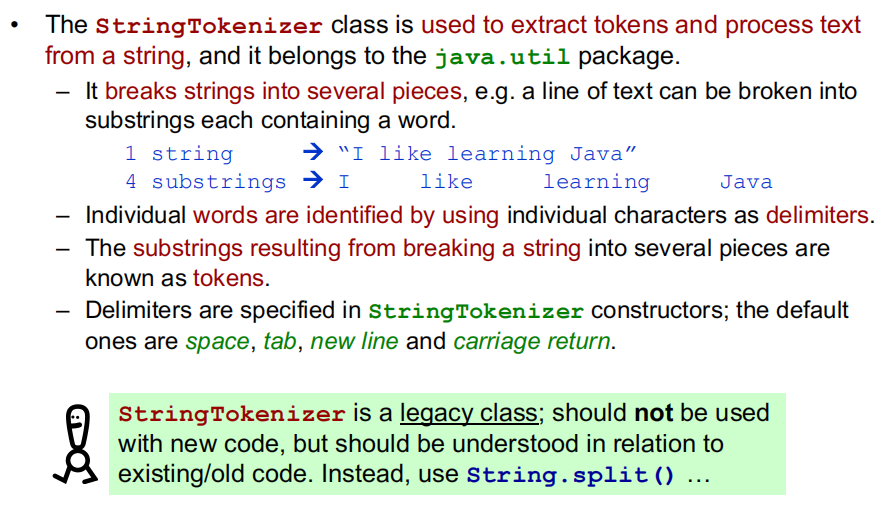 • The StringTokenizer class is used to extract tokens and process text
from a string, and it belongs to the java.util package.
– It breaks strings into several pieces, e.g. a line of text can be broken into
substrings each containing a word.
1 string → “I like learning Java”
4 substrings → I like learning Java
– Individual words are identified by using individual characters as delimiters.
– The substrings resulting from breaking a string into several pieces are
known as tokens.
– Delimiters are specified in StringTokenizer constructors; the default
ones are space, tab, new line and carriage return.
StringTokenizer is a legacy class; should not be used
with new code, but should be understood in relation to
existing/old code. Instead, use String.split() …